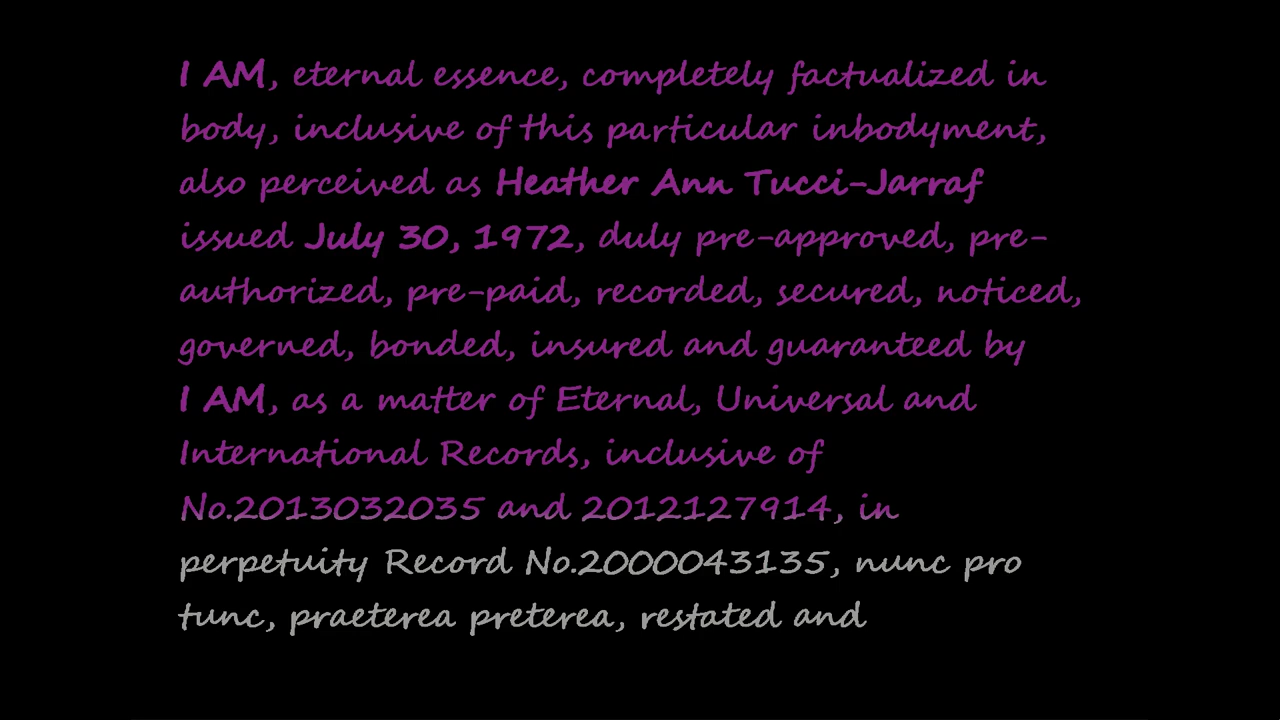 I AM, eternal essence, completely factualized in
body, inclusive of this particular inbodyment,
also perceived as Heather Ann Tucci-Jarraf
issued July 30, 1972, duly pre-approved, pre-
authorized, pre-paid, recorded, secured, noticed,
governed, bonded, insured and guaranteed by
I AM, as a matter of Eternal, Universal and
International Records, inclusive of
No.2013032035 and 2012127914, in
perpetuity Record No.2000043135, nunc pro
tunc, praeterea preterea, restated and